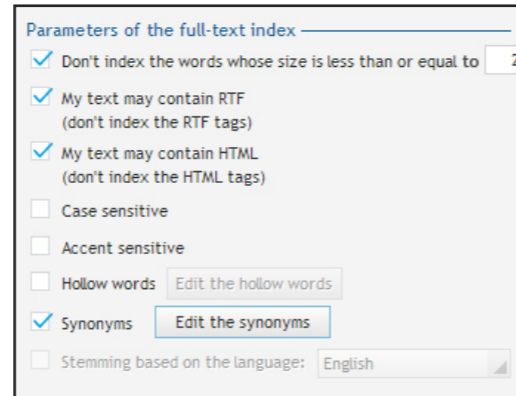 Parameters of the full-text index
Don't index the words whose size is less than or equal to 2
My text may contain RTF
(don't index the RTF tags)
My text may contain HTML
(don't index the HTML tags)
Case sensitive
Accent sensitive
Hollow words Edit the hollow words
Synonyms Edit the synonyms
Stemming based on the language: English